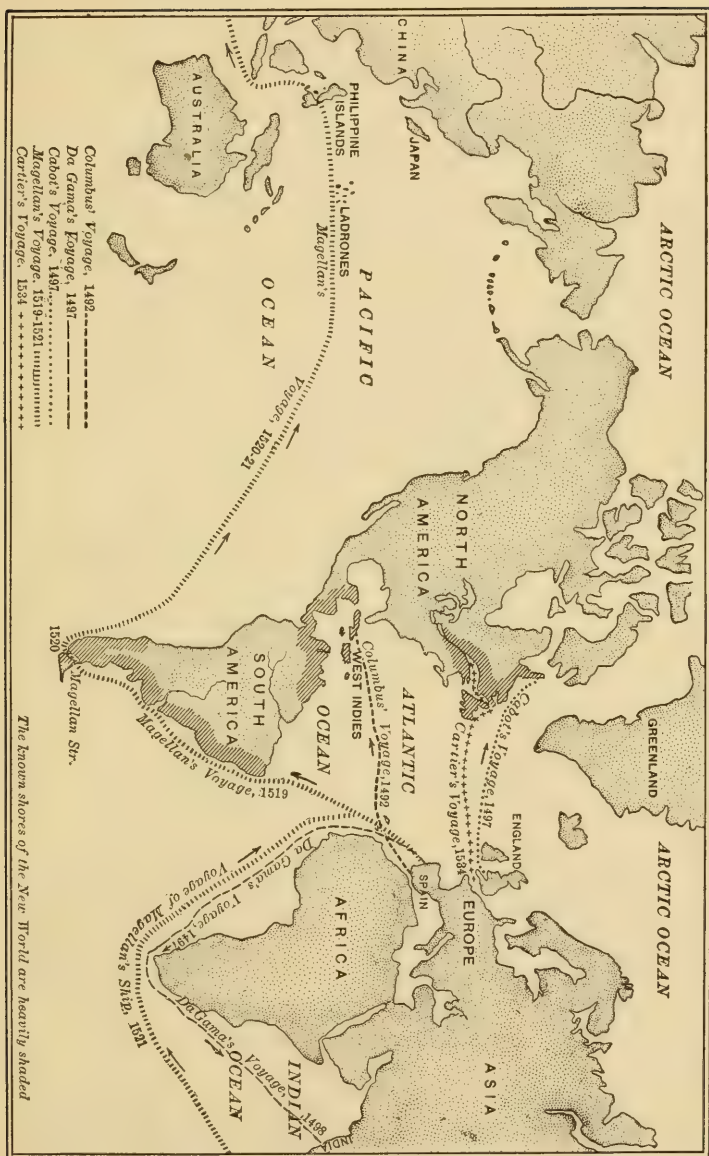 ARCTIC OCEAN
ARCTIC OCEAN
GREENLAND
CHINA
JAPAN
PHILIPPINE
ISLANDS
LADRONES
Magellan's
Voyage, 1520-21
PACIFIC
OCEAN
AUSTRALIA
NORTH
AMERICA
Cabot's Voyage, 1497
Cartier's Voyage, 1534
ENGLAND
EUROPE
SPAIN
ASIA
ATLANTIC
OCEAN
Columbus' Voyage, 1492
WEST INDIES
SOUTH
AMERICA
Magellan's Voyage, 1519
1520
Magellan Str.
AFRICA
Da Gama's Voyage, 1497
Voyage of Magellan's Ship, 1521
Da Gama's Voyage, 1498
INDIAN
OCEAN
INDIA
Columbus' Voyage, 1492
Da Gama's Voyage, 1497
Cabot's Voyage, 1497
Magellan's Voyage, 1519-1521
Cartier's Voyage, 1534
The known shores of the New World are heavily shaded